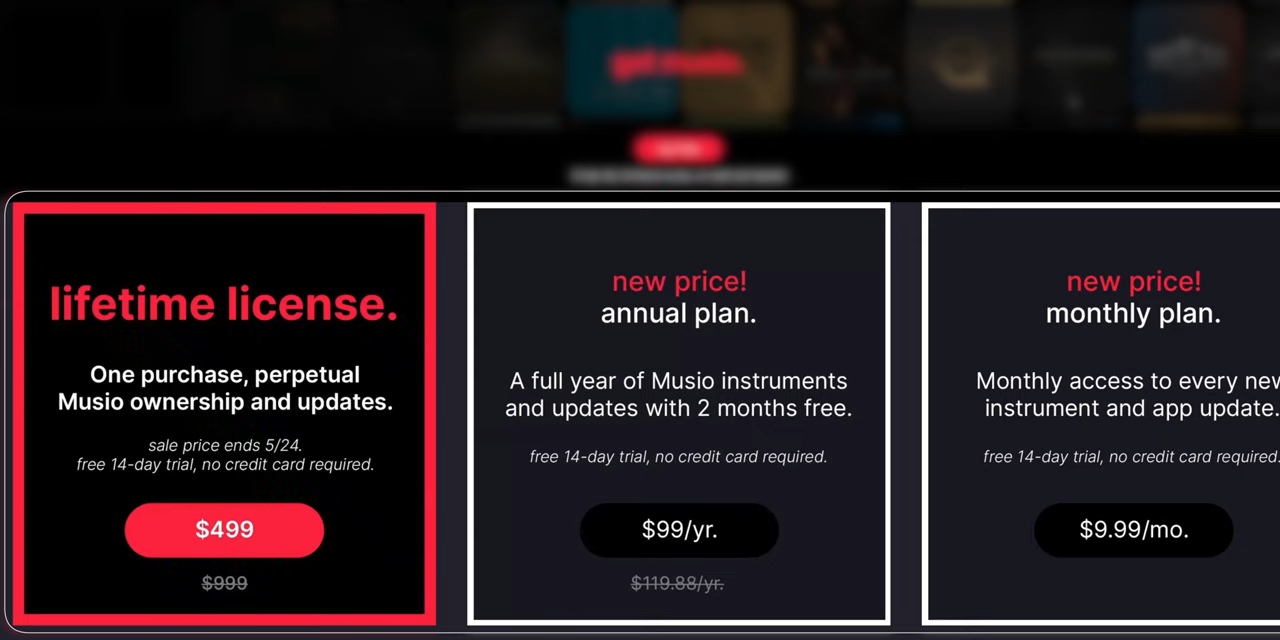 lifetime license.
One purchase, perpetual
Musio ownership and updates.
sale price ends 5/24.
free 14-day trial, no credit card required.
$499
$999
new price!
annual plan.
A full year of Musio instruments
and updates with 2 months free.
free 14-day trial, no credit card required.
$99/yr.
$119.88/yr.
new price!
monthly plan.
Monthly access to every new
instrument and app update.
free 14-day trial, no credit card required.
$9.99/mo.